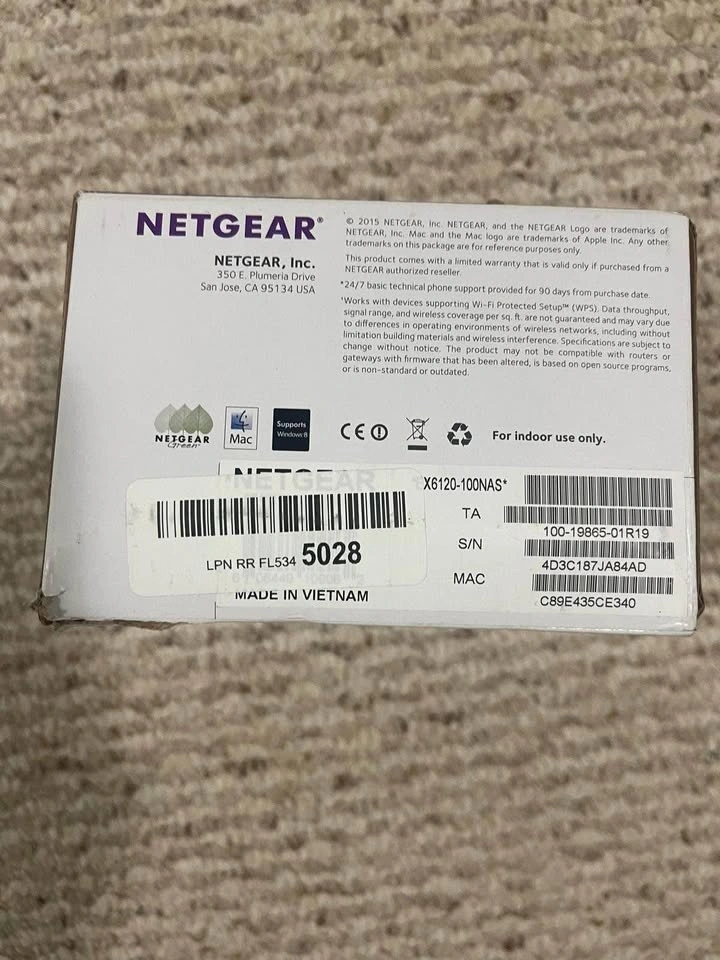 NETGEAR®
NETGEAR, Inc.
350 E. Plumeria Drive
San Jose, CA 95134 USA
© 2015 NETGEAR, Inc. NETGEAR, and the NETGEAR Logo are trademarks of
NETGEAR, Inc. Mac and the Mac logo are trademarks of Apple Inc. Any other
trademarks on this package are for reference purposes only.
This product comes with a limited warranty that is valid only if purchased from a
NETGEAR authorized reseller.
*24/7 basic technical phone support provided for 90 days from purchase date.
†Works with devices supporting Wi-Fi Protected Setup™ (WPS). Data throughput,
signal range, and wireless coverage per sq. ft. are not guaranteed and may vary due
to differences in operating environments of wireless networks, including without
limitation building materials and wireless interference. Specifications are subject to
change without notice. The product may not be compatible with routers or
gateways with firmware that has been altered, is based on open source programs,
or is non-standard or outdated.
NETGEAR
Green
Mac
Supports
Windows 8
CE
For indoor use only.
NETGEAR
X6120-100NAS*
TA
100-19865-01R19
S/N
4D3C187JA84AD
MAC
C89E435CE340
LPN RR FL534 5028
MADE IN VIETNAM